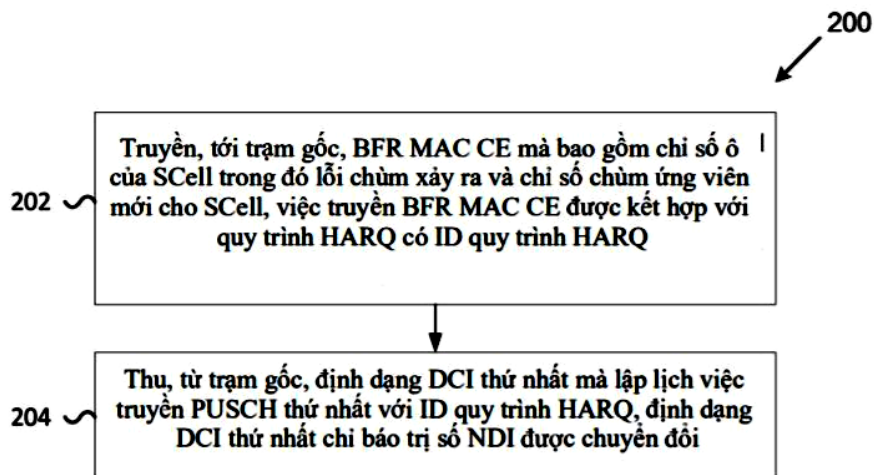 200
Truyền, tới trạm gốc, BFR MAC CE mà bao gồm chỉ số ô
của SCell trong đó lỗi chùm xảy ra và chỉ số chùm ứng viên
mới cho SCell, việc truyền BFR MAC CE được kết hợp với
quy trình HARQ có ID quy trình HARQ
202
Thu, từ trạm gốc, định dạng DCI thứ nhất mà lập lịch việc
truyền PUSCH thứ nhất với ID quy trình HARQ, định dạng
DCI thứ nhất chỉ báo trị số NDI được chuyển đổi
204